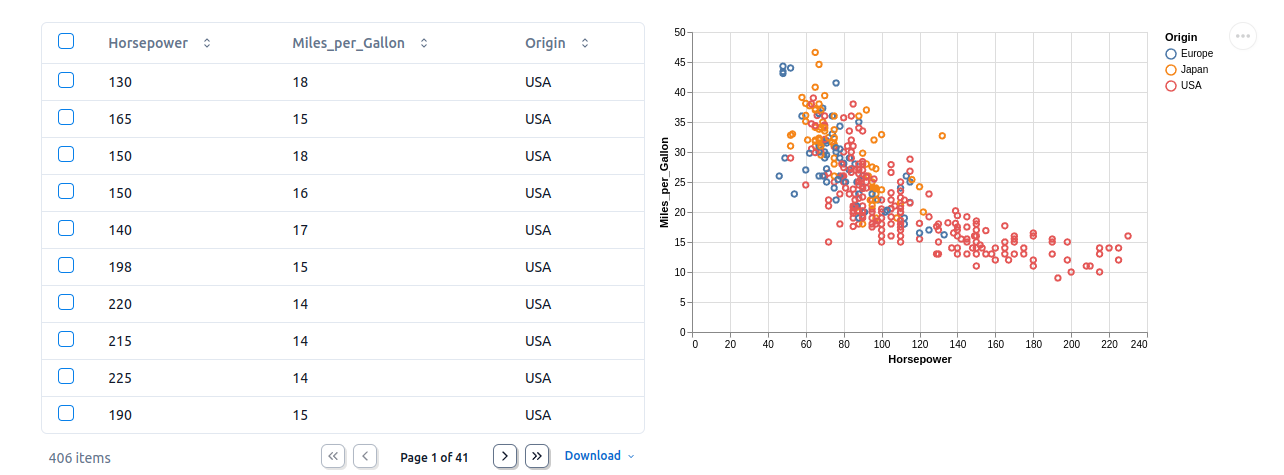 Horsepower Miles_per_Gallon Origin
130 18 USA
165 15 USA
150 18 USA
150 16 USA
140 17 USA
198 15 USA
220 14 USA
215 14 USA
225 14 USA
190 15 USA
406 items Page 1 of 41 Download
50
45
40
35
30
25
20
15
10
5
0
Miles_per_Gallon
0 20 40 60 80 100 120 140 160 180 200 220 240
Horsepower
Origin
Europe
Japan
USA